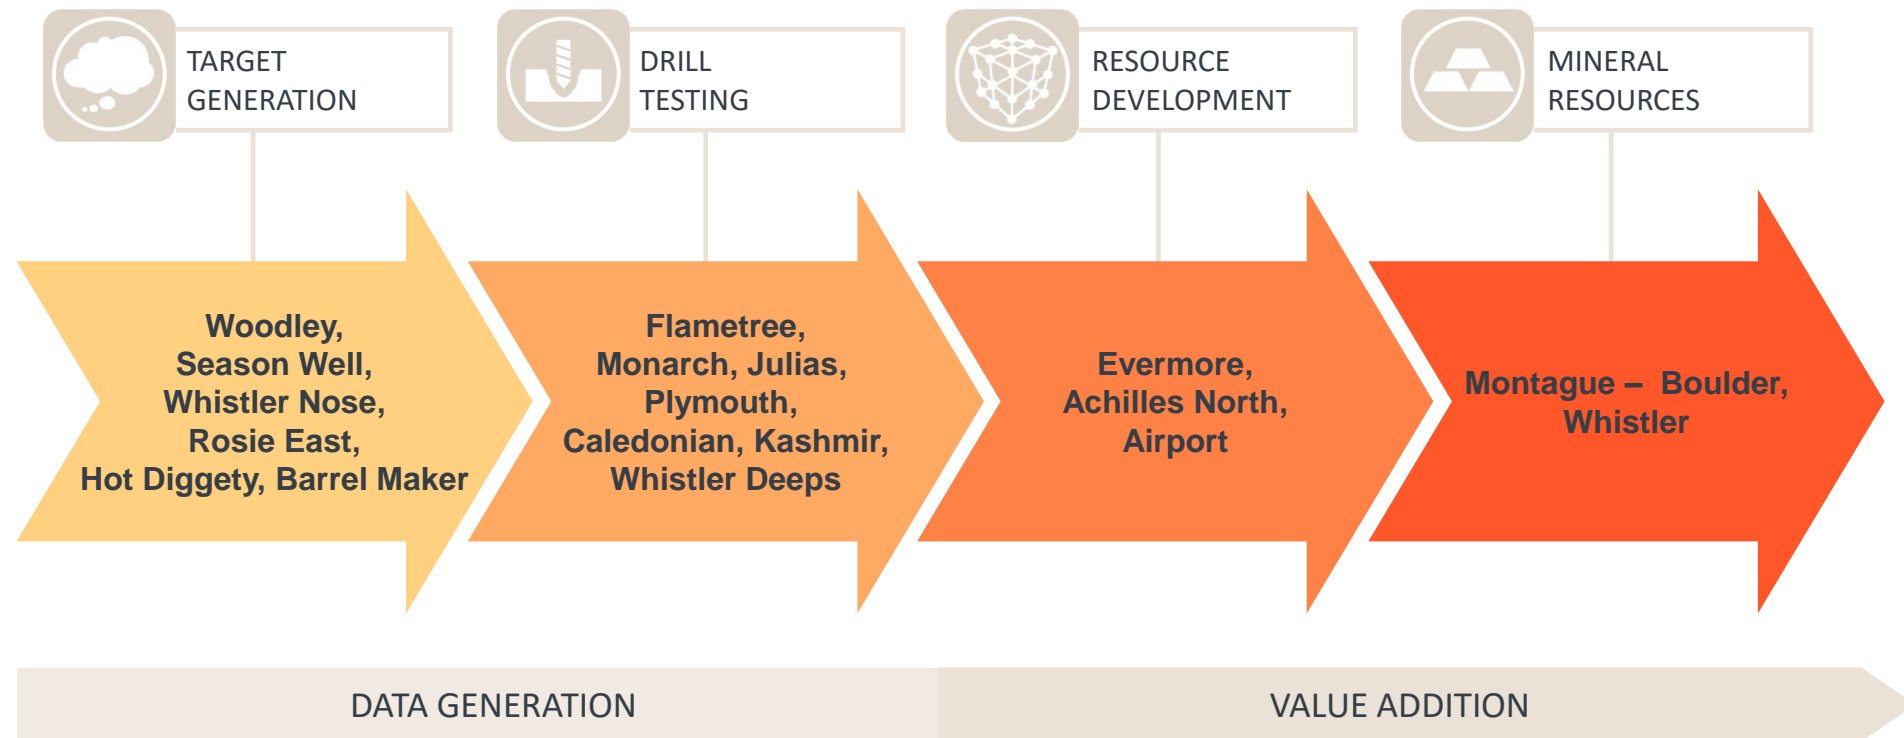 TARGET
GENERATION
DRILL
TESTING
RESOURCE
DEVELOPMENT
MINERAL
RESOURCES
Woodley,
Season Well,
Whistler Nose,
Rosie East,
Hot Diggety, Barrel Maker
Flametree,
Monarch, Julias,
Plymouth,
Caledonian, Kashmir,
Whistler Deeps
Evermore,
Achilles North,
Airport
Montague – Boulder,
Whistler
DATA GENERATION
VALUE ADDITION